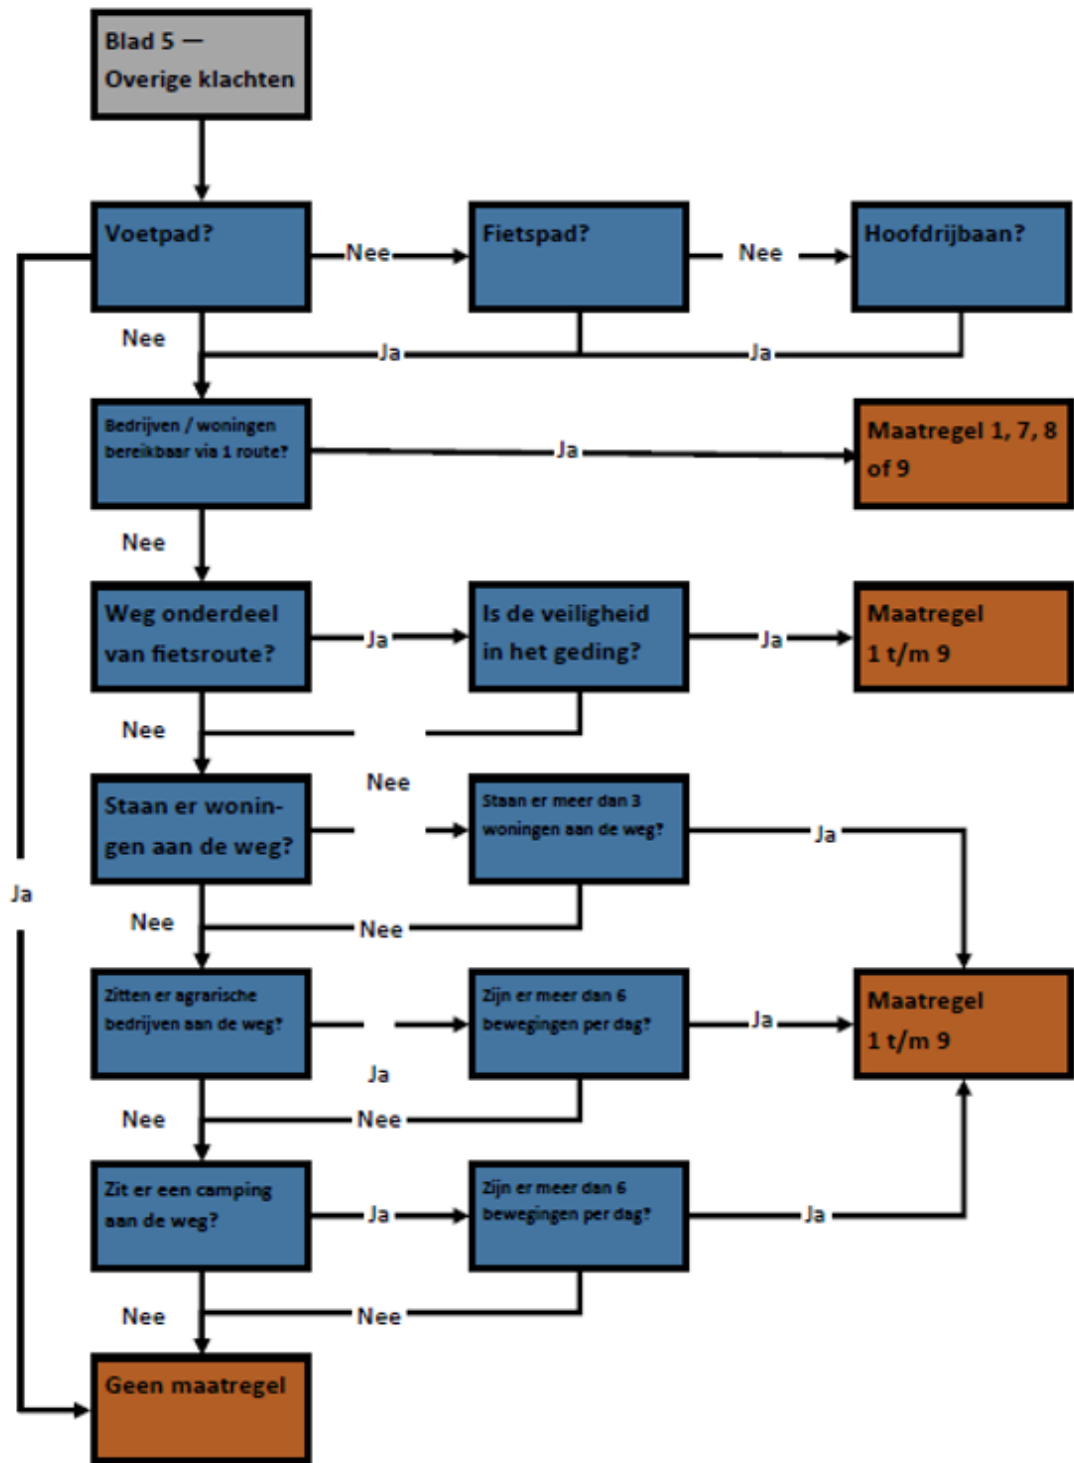 Blad 5 —
Overige klachten
Voetpad?
Nee
Fietspad?
Nee
Hoofdrijbaan?
Nee
Ja
Ja
Bedrijven / woningen
bereikbaar via 1 route?
Ja
Maatregel 1, 7, 8
of 9
Nee
Weg onderdeel
van fietsroute?
Ja
Is de veiligheid
in het geding?
Ja
Maatregel
1 t/m 9
Nee
Nee
Staan er wonin-
gen aan de weg?
Staan er meer dan 3
woningen aan de weg?
Ja
Ja
Nee
Nee
Zitten er agrarische
bedrijven aan de weg?
Ja
Zijn er meer dan 6
bewegingen per dag?
Ja
Maatregel
1 t/m 9
Nee
Nee
Zit er een camping
aan de weg?
Ja
Zijn er meer dan 6
bewegingen per dag?
Ja
Nee
Nee
Geen maatregel